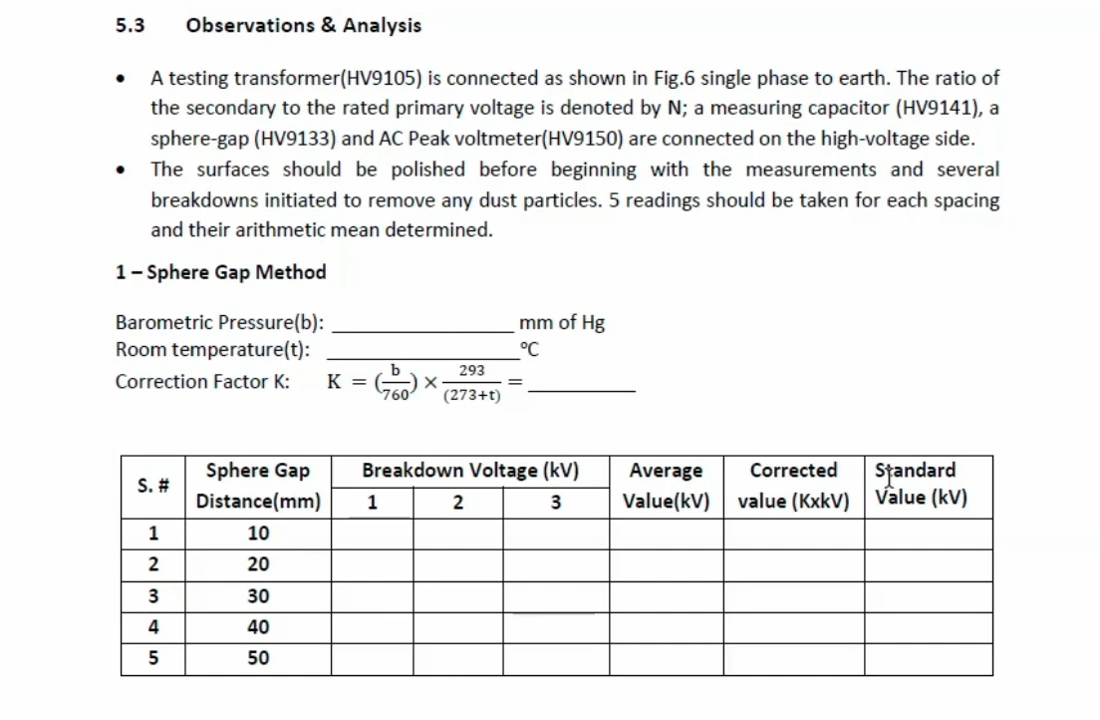 5.3 Observations & Analysis
• A testing transformer(HV9105) is connected as shown in Fig.6 single phase to earth. The ratio of
the secondary to the rated primary voltage is denoted by N; a measuring capacitor (HV9141), a
sphere-gap (HV9133) and AC Peak voltmeter(HV9150) are connected on the high-voltage side.
• The surfaces should be polished before beginning with the measurements and several
breakdowns initiated to remove any dust particles. 5 readings should be taken for each spacing
and their arithmetic mean determined.
1 – Sphere Gap Method
Barometric Pressure(b): ____________ mm of Hg
Room temperature(t): ____________ °C
Correction Factor K: K = (b/760) × 293/(273+t) = ________
S. # Sphere Gap Distance(mm) Breakdown Voltage (kV) Average Value(kV) Corrected value (KxkV) Standard Value (kV)
1 2 3
1 10
2 20
3 30
4 40
5 50